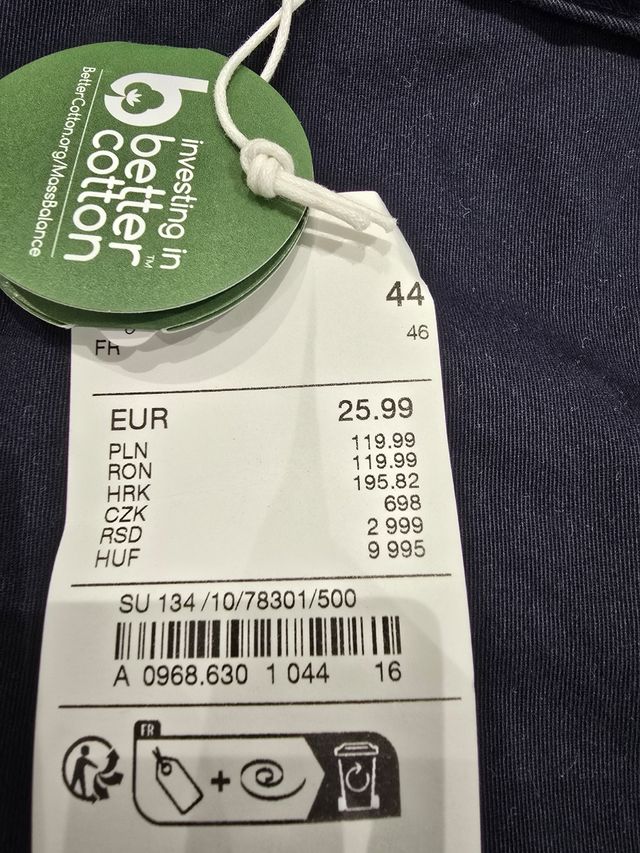 investing in
better
cotton™
BetterCotton.org/MassBalance
44
FR 46
EUR 25.99
PLN 119.99
RON 119.99
HRK 195.82
CZK 698
RSD 2 999
HUF 9 995
SU 134 /10/78301/500
A 0968.630 1 044 16
FR
+